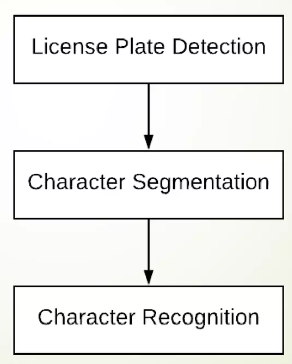 License Plate Detection
Character Segmentation
Character Recognition